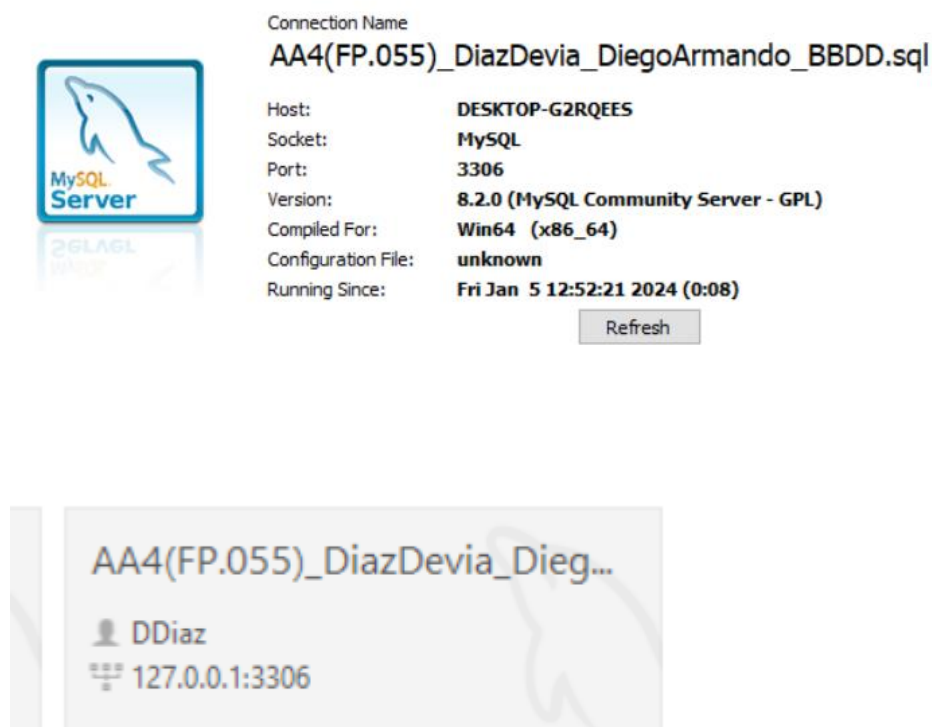 Connection Name
AA4(FP.055)_DiazDevia_DiegoArmando_BBDD.sql
MySQL
Server
Host: DESKTOP-G2RQEES
Socket: MySQL
Port: 3306
Version: 8.2.0 (MySQL Community Server - GPL)
Compiled For: Win64 (x86_64)
Configuration File: unknown
Running Since: Fri Jan 5 12:52:21 2024 (0:08)
Refresh
AA4(FP.055)_DiazDevia_Dieg...
DDiaz
127.0.0.1:3306